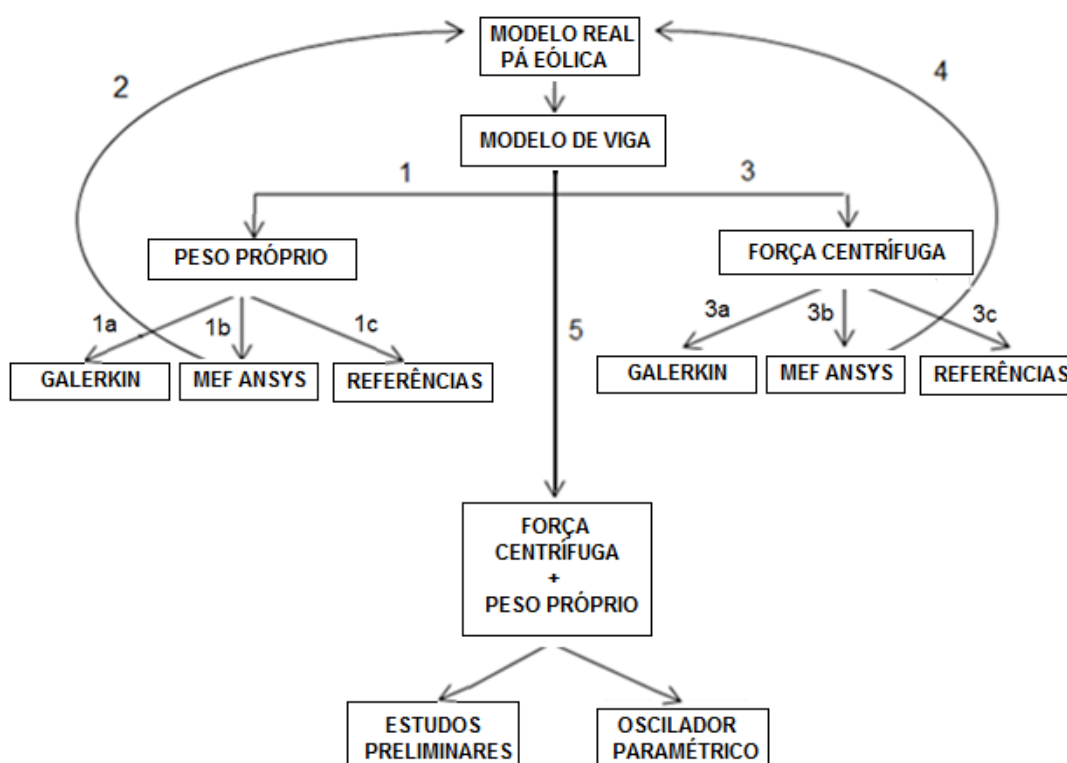 MODELO REAL
PÁ EÓLICA
2
4
MODELO DE VIGA
1
3
PESO PRÓPRIO
FORÇA CENTRÍFUGA
1a
1b
1c
5
3a
3b
3c
GALERKIN
MEF ANSYS
REFERÊNCIAS
GALERKIN
MEF ANSYS
REFERÊNCIAS
FORÇA
CENTRÍFUGA
+
PESO PRÓPRIO
ESTUDOS
PRELIMINARES
OSCILADOR
PARAMÉTRICO